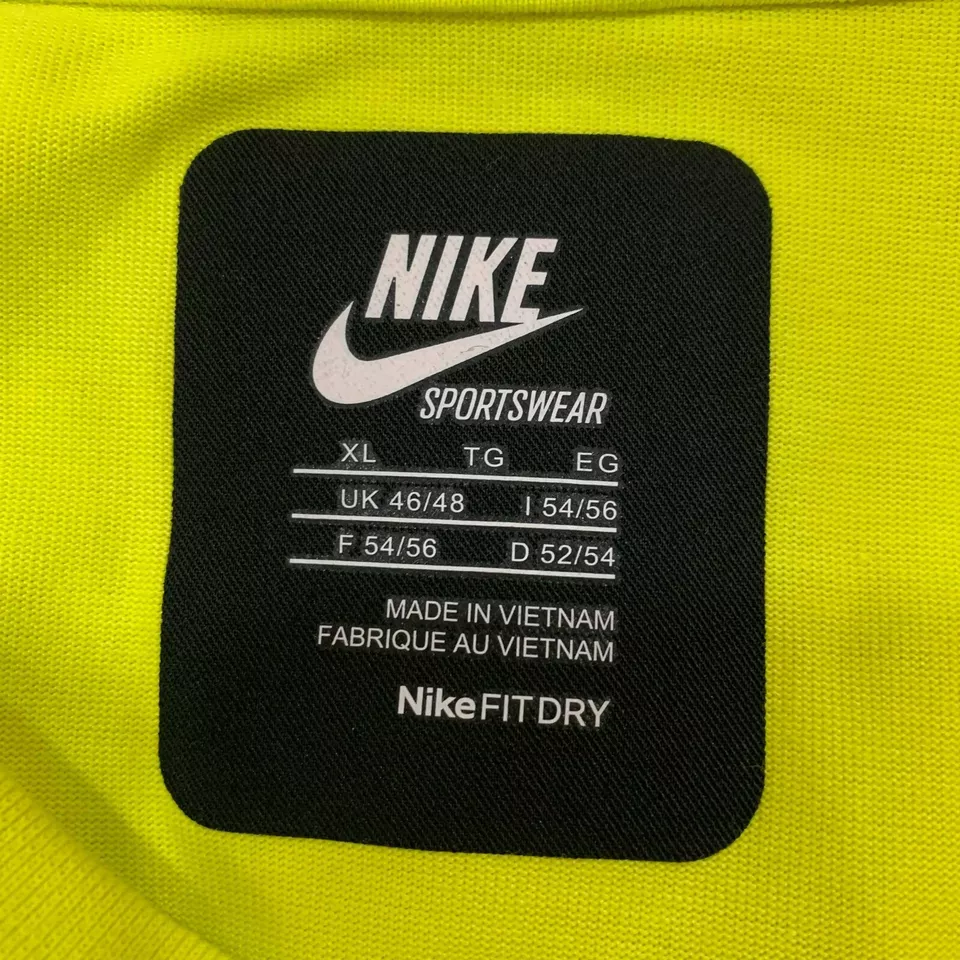 NIKE
SPORTSWEAR
XL TG EG
UK 46/48 I 54/56
F 54/56 D 52/54
MADE IN VIETNAM
FABRIQUE AU VIETNAM
NikeFIT DRY